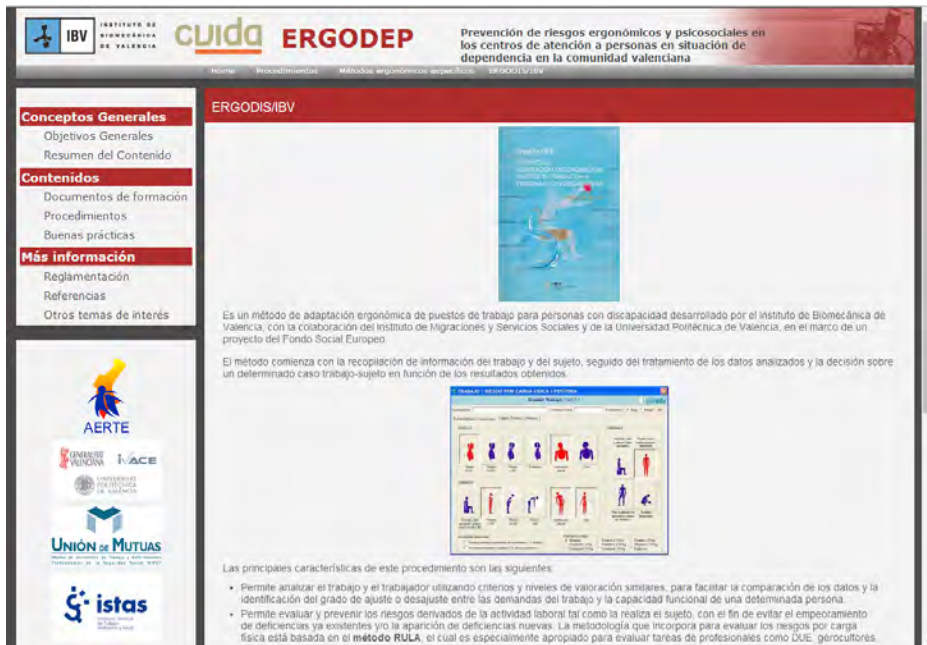 IBV
INSTITUTO DE
BIOMECÁNICA
DE VALENCIA
cuida
ERGODEP
Prevención de riesgos ergonómicos y psicosociales en
los centros de atención a personas en situación de
dependencia en la comunidad valenciana
Home Procedimientos Métodos ergonómicos específicos ERGODIS/IBV
Conceptos Generales
Objetivos Generales
Resumen del Contenido
Contenidos
Documentos de formación
Procedimientos
Buenas prácticas
Más información
Reglamentación
Referencias
Otros temas de interés
AERTE
GENERALITAT
VALENCIANA
IVACE
UNIVERSITAT
POLITÈCNICA
DE VALÈNCIA
UNIÓN DE MUTUAS
istas
ERGODIS/IBV
Es un método de adaptación ergonómica de puestos de trabajo para personas con discapacidad desarrollado por el Instituto de Biomecánica de
Valencia, con la colaboración del Instituto de Migraciones y Servicios Sociales y de la Universidad Politécnica de Valencia, en el marco de un
proyecto del Fondo Social Europeo.
El método comienza con la recopilación de información del trabajo y del sujeto, seguido del tratamiento de los datos analizados y la decisión sobre
un determinado caso trabajo-sujeto en función de los resultados obtenidos.
Las principales características de este procedimiento son las siguientes:
• Permite analizar el trabajo y el trabajador utilizando criterios y niveles de valoración similares, para facilitar la comparación de los datos y la
identificación del grado de ajuste o desajuste entre las demandas del trabajo y la capacidad funcional de una determinada persona.
• Permite evaluar y prevenir los riesgos derivados de la actividad laboral tal como la realiza el sujeto, con el fin de evitar el empeoramiento
de deficiencias ya existentes y/o la aparición de deficiencias nuevas. La metodología que incorpora para evaluar los riesgos por carga
física está basada en el método RULA, el cual es especialmente apropiado para evaluar tareas de profesionales como DUE, gerocultores,